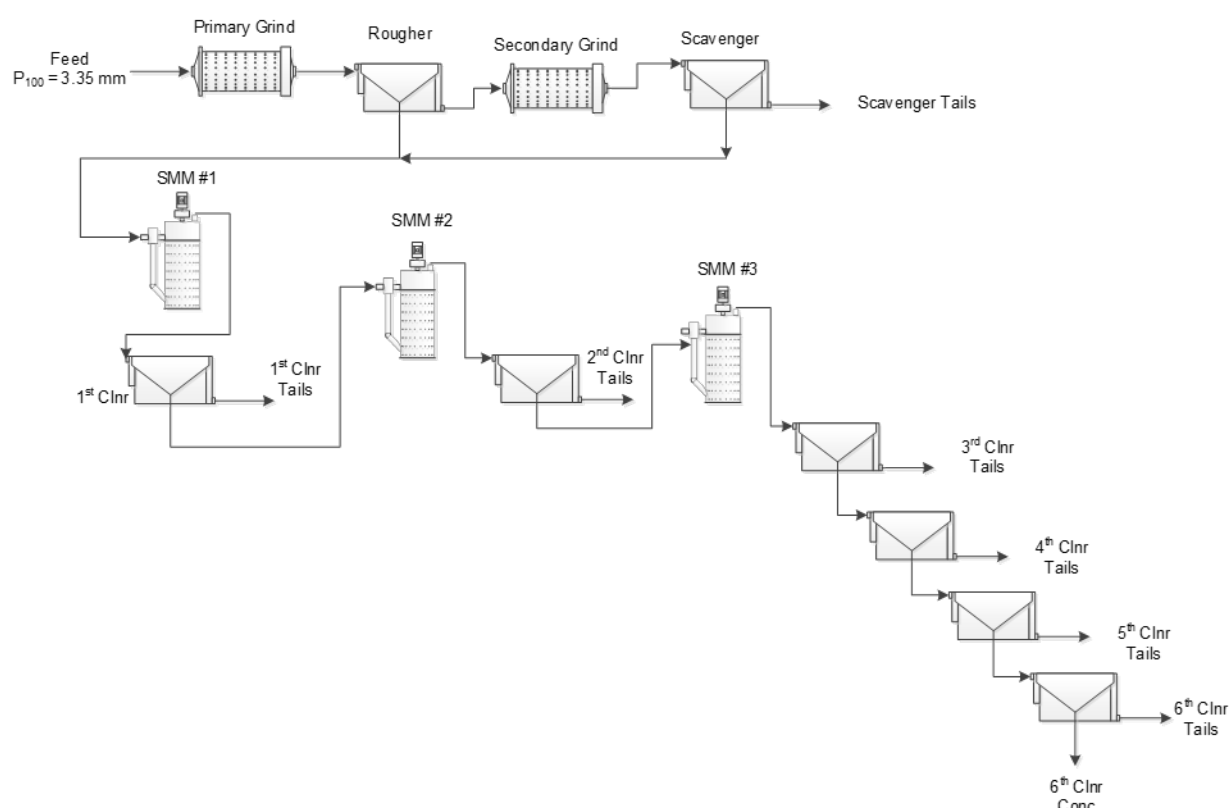 Primary Grind
Rougher
Secondary Grind
Scavenger
Feed
P₁₀₀ = 3.35 mm
Scavenger Tails
SMM #1
SMM #2
SMM #3
1ˢᵗ Clnr
1ˢᵗ Clnr
Tails
2ⁿᵈ Clnr
Tails
3ʳᵈ Clnr
Tails
4ᵗʰ Clnr
Tails
5ᵗʰ Clnr
Tails
6ᵗʰ Clnr
Tails
6ᵗʰ Clnr
Conc